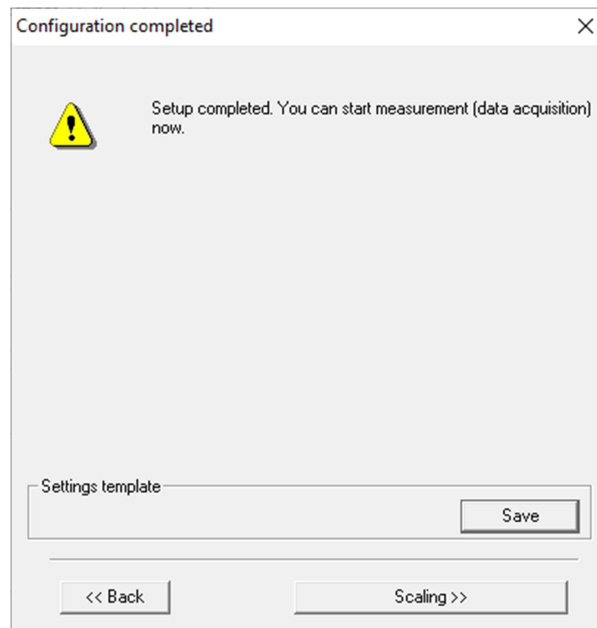 Configuration completed
Setup completed. You can start measurement (data acquisition)
now.
Settings template
Save
<< Back
Scaling >>